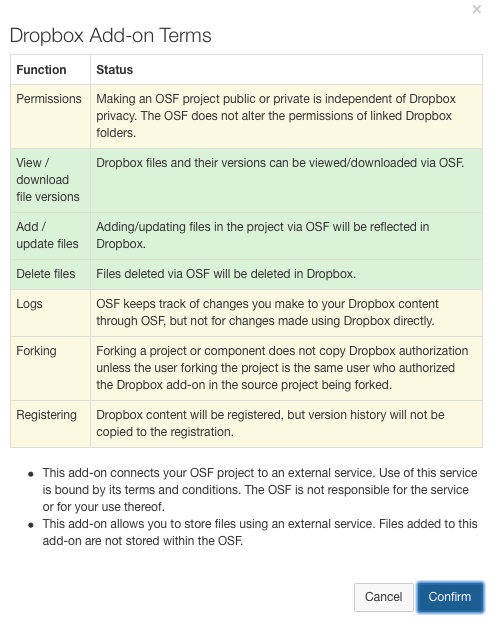 ×
Dropbox Add-on Terms
Function Status
Permissions Making an OSF project public or private is independent of Dropbox
privacy. The OSF does not alter the permissions of linked Dropbox
folders.
View / Dropbox files and their versions can be viewed/downloaded via OSF.
download
file versions
Add / Adding/updating files in the project via OSF will be reflected in
update files Dropbox.
Delete files Files deleted via OSF will be deleted in Dropbox.
Logs OSF keeps track of changes you make to your Dropbox content
through OSF, but not for changes made using Dropbox directly.
Forking Forking a project or component does not copy Dropbox authorization
unless the user forking the project is the same user who authorized
the Dropbox add-on in the source project being forked.
Registering Dropbox content will be registered, but version history will not be
copied to the registration.
• This add-on connects your OSF project to an external service. Use of this service
is bound by its terms and conditions. The OSF is not responsible for the service
or for your use thereof.
• This add-on allows you to store files using an external service. Files added to this
add-on are not stored within the OSF.
Cancel Confirm